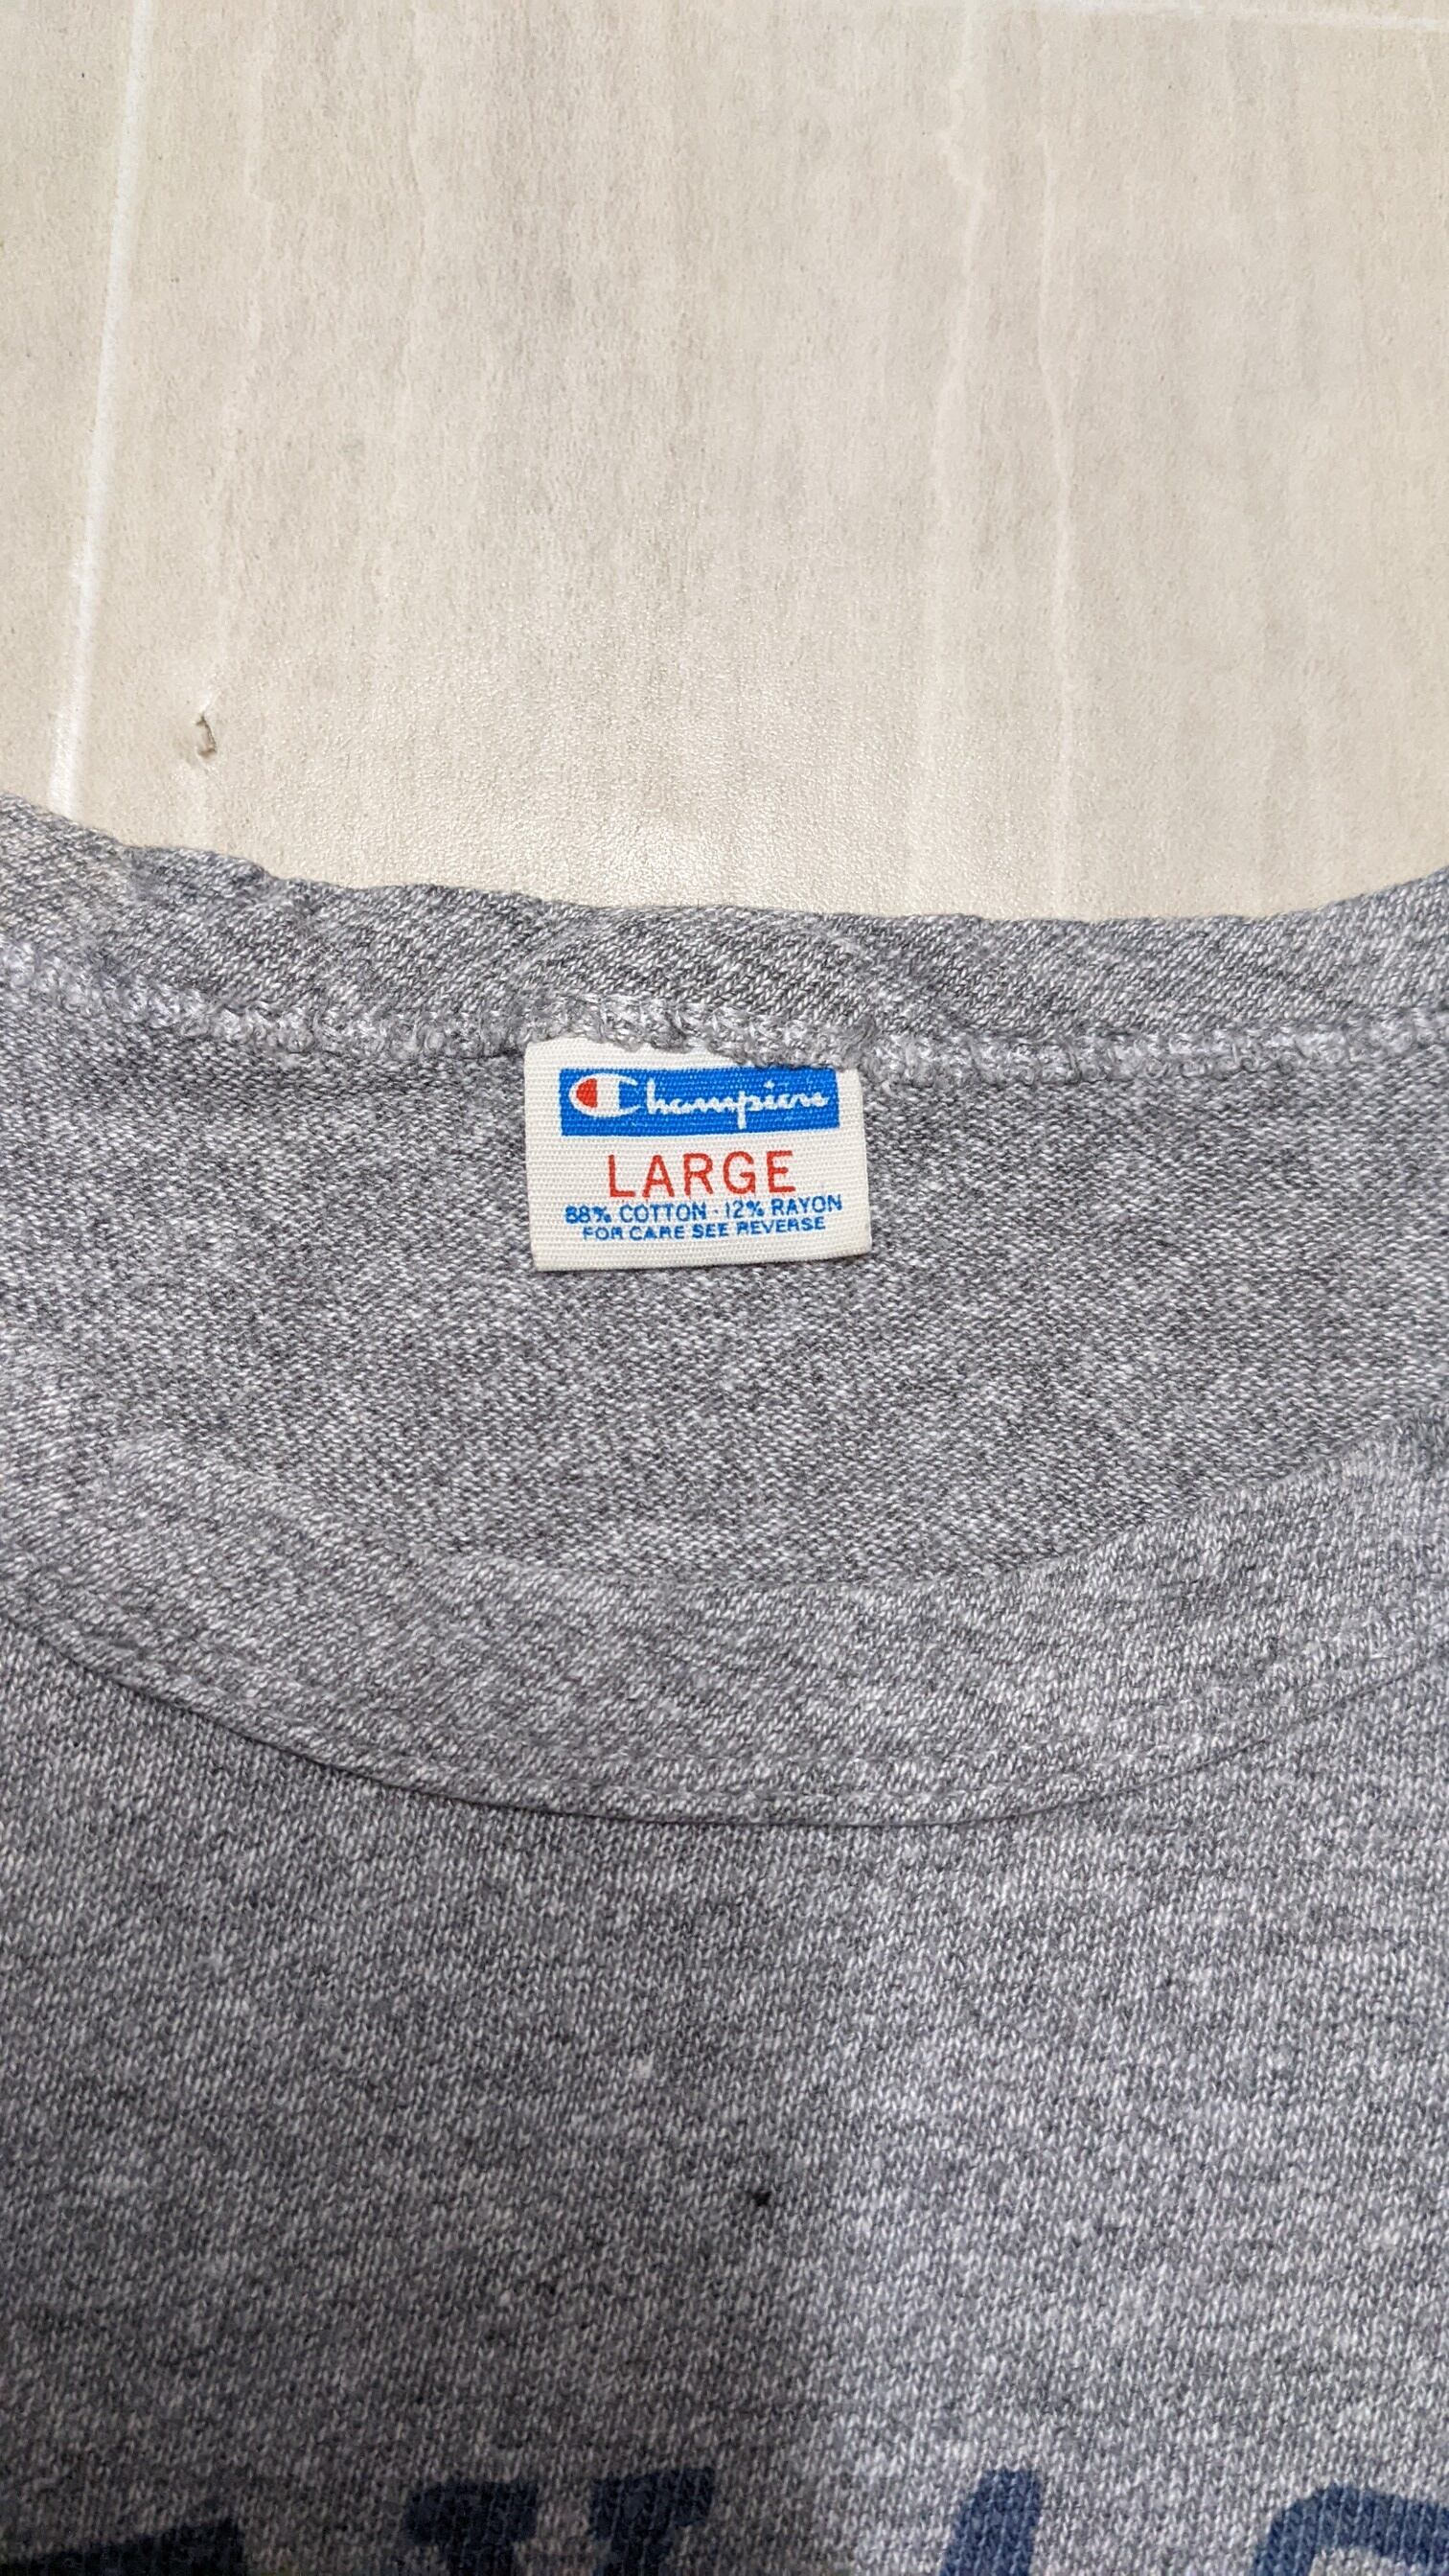 Champion
LARGE
88% COTTON · 12% RAYON
FOR CARE SEE REVERSE